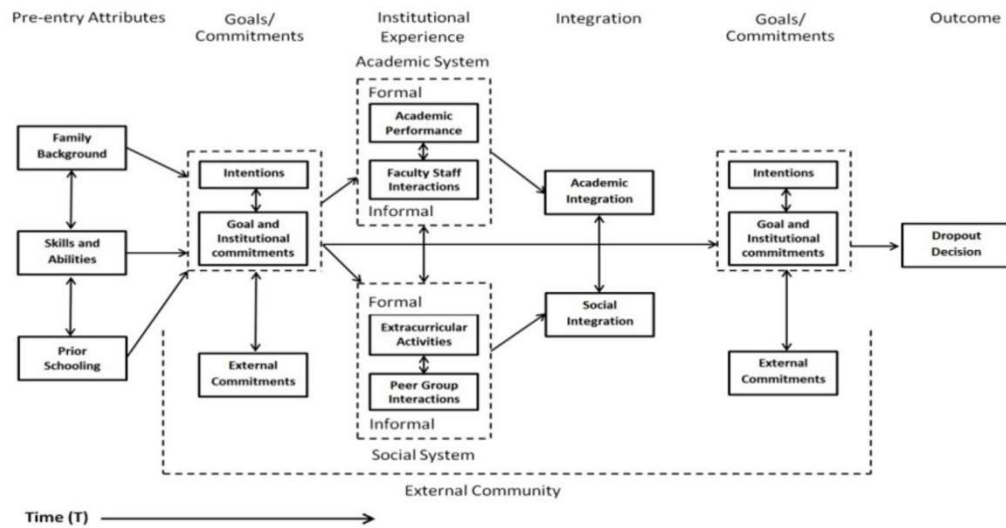 Pre-entry Attributes
Goals/
Commitments
Institutional
Experience
Integration
Goals/
Commitments
Outcome
Academic System
Formal
Academic
Performance
Faculty Staff
Interactions
Informal
Family
Background
Skills and
Abilities
Prior
Schooling
Intentions
Goal and
Institutional
commitments
External
Commitments
Formal
Extracurricular
Activities
Peer Group
Interactions
Informal
Social System
Academic
Integration
Social
Integration
Intentions
Goal and
Institutional
commitments
External
Commitments
Dropout
Decision
External Community
Time (T)